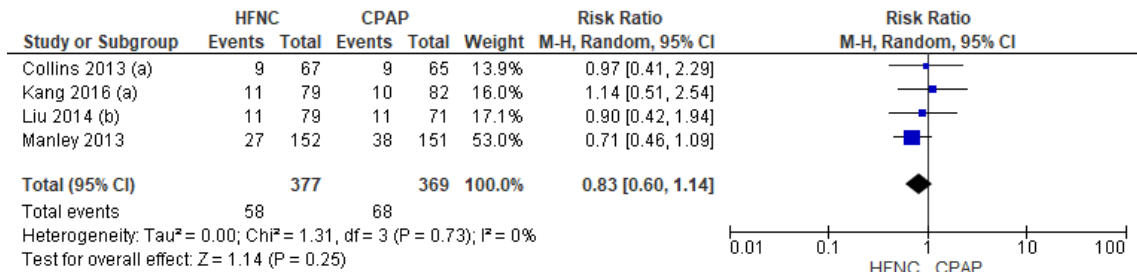 HFNC CPAP Risk Ratio Risk Ratio
Study or Subgroup Events Total Events Total Weight M-H, Random, 95% CI M-H, Random, 95% CI
Collins 2013 (a) 9 67 9 65 13.9% 0.97 [0.41, 2.29]
Kang 2016 (a) 11 79 10 82 16.0% 1.14 [0.51, 2.54]
Liu 2014 (b) 11 79 11 71 17.1% 0.90 [0.42, 1.94]
Manley 2013 27 152 38 151 53.0% 0.71 [0.46, 1.09]
Total (95% CI) 377 369 100.0% 0.83 [0.60, 1.14]
Total events 58 68
Heterogeneity: Tau² = 0.00; Chi² = 1.31, df = 3 (P = 0.73); I² = 0%
Test for overall effect: Z = 1.14 (P = 0.25)
0.01 0.1 1 10 100
HFNC CPAP